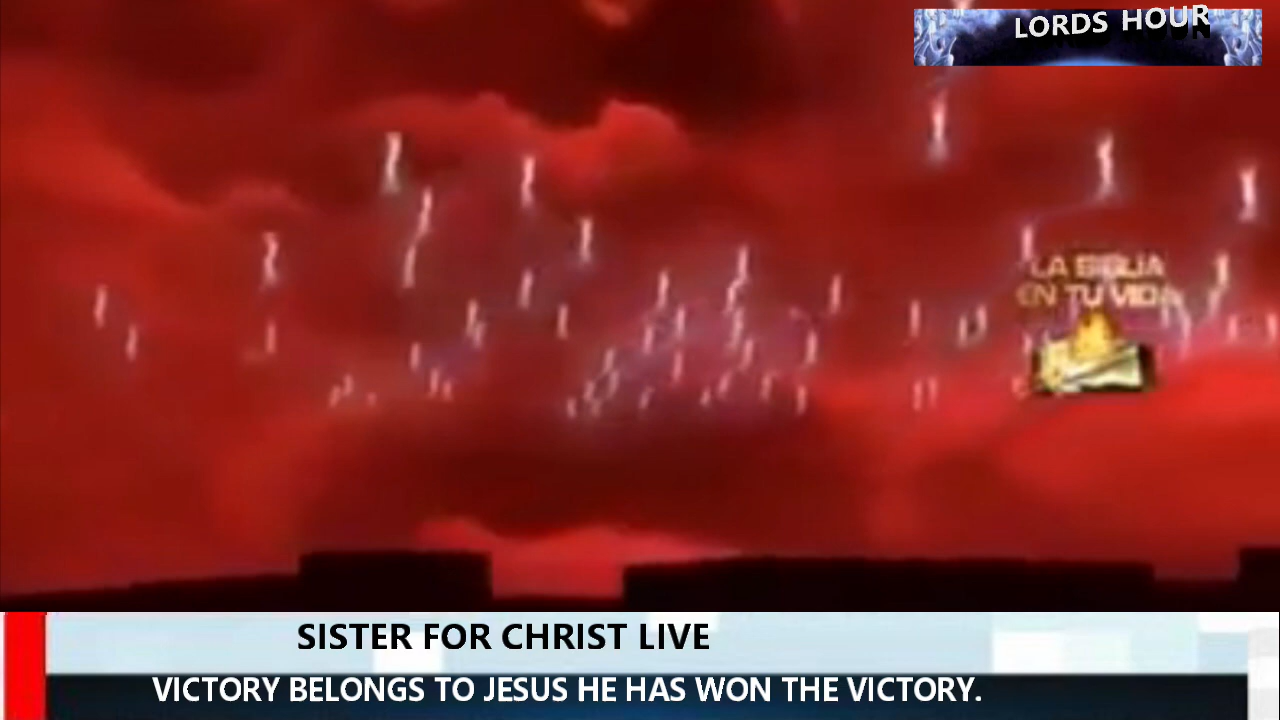 LORDS HOUR
LA BIBLIA
EN TU VIDA
SISTER FOR CHRIST LIVE
VICTORY BELONGS TO JESUS HE HAS WON THE VICTORY.